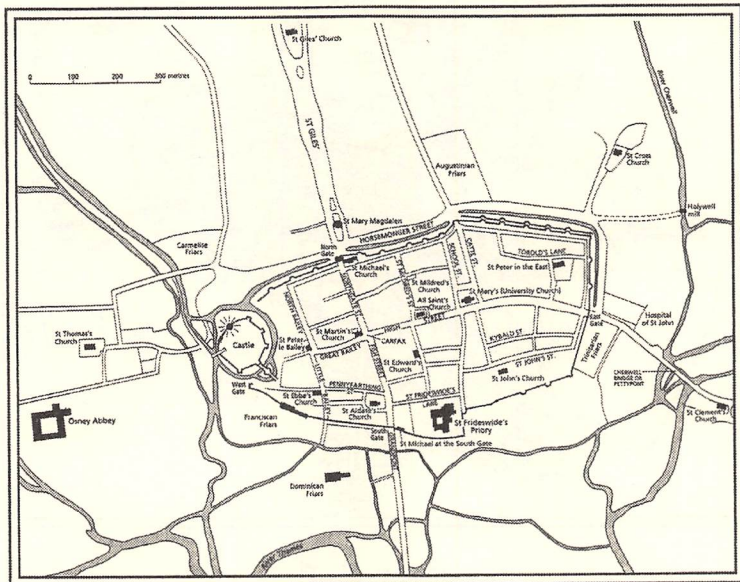 St Giles' Church
0 100 200 300 metres
ST GILES'
River Cherwell
Augustinian
Friars
St Cross
Church
Holywell
mill
St Mary Magdalen
HORSEMONGER STREET
North
Gate
Carmelite
Friars
St Michael's
Church
CATTE ST
SCHOOL ST
TOROLD'S LANE
St Peter in the East
St Mildred's
Church
St Mary's (University Church)
All Saint's
Church
NORTH BAILEY
St Martin's
Church
HIGH
STREET
CARFAX
East
Gate
Hospital
of St John
St Thomas's
Church
Castle
St Peter
le Bailey
GREAT BAILEY
St Edward's
Church
KYBALD ST
Trinitarian
Friars
ST JOHN'S ST
St John's Church
CHERWELL
BRIDGE OR
PETTYPONT
West
Gate
PENNYFARTHING
ST
LITTLE BAILEY
St Ebbe's
Church
St Aldate's
Church
ST FRIDESWIDE'S
LANE
St Clement's
Church
Osney Abbey
Franciscan
Friars
St Frideswide's
Priory
South
Gate
St Michael at the South Gate
Dominican
Friars
River Thames